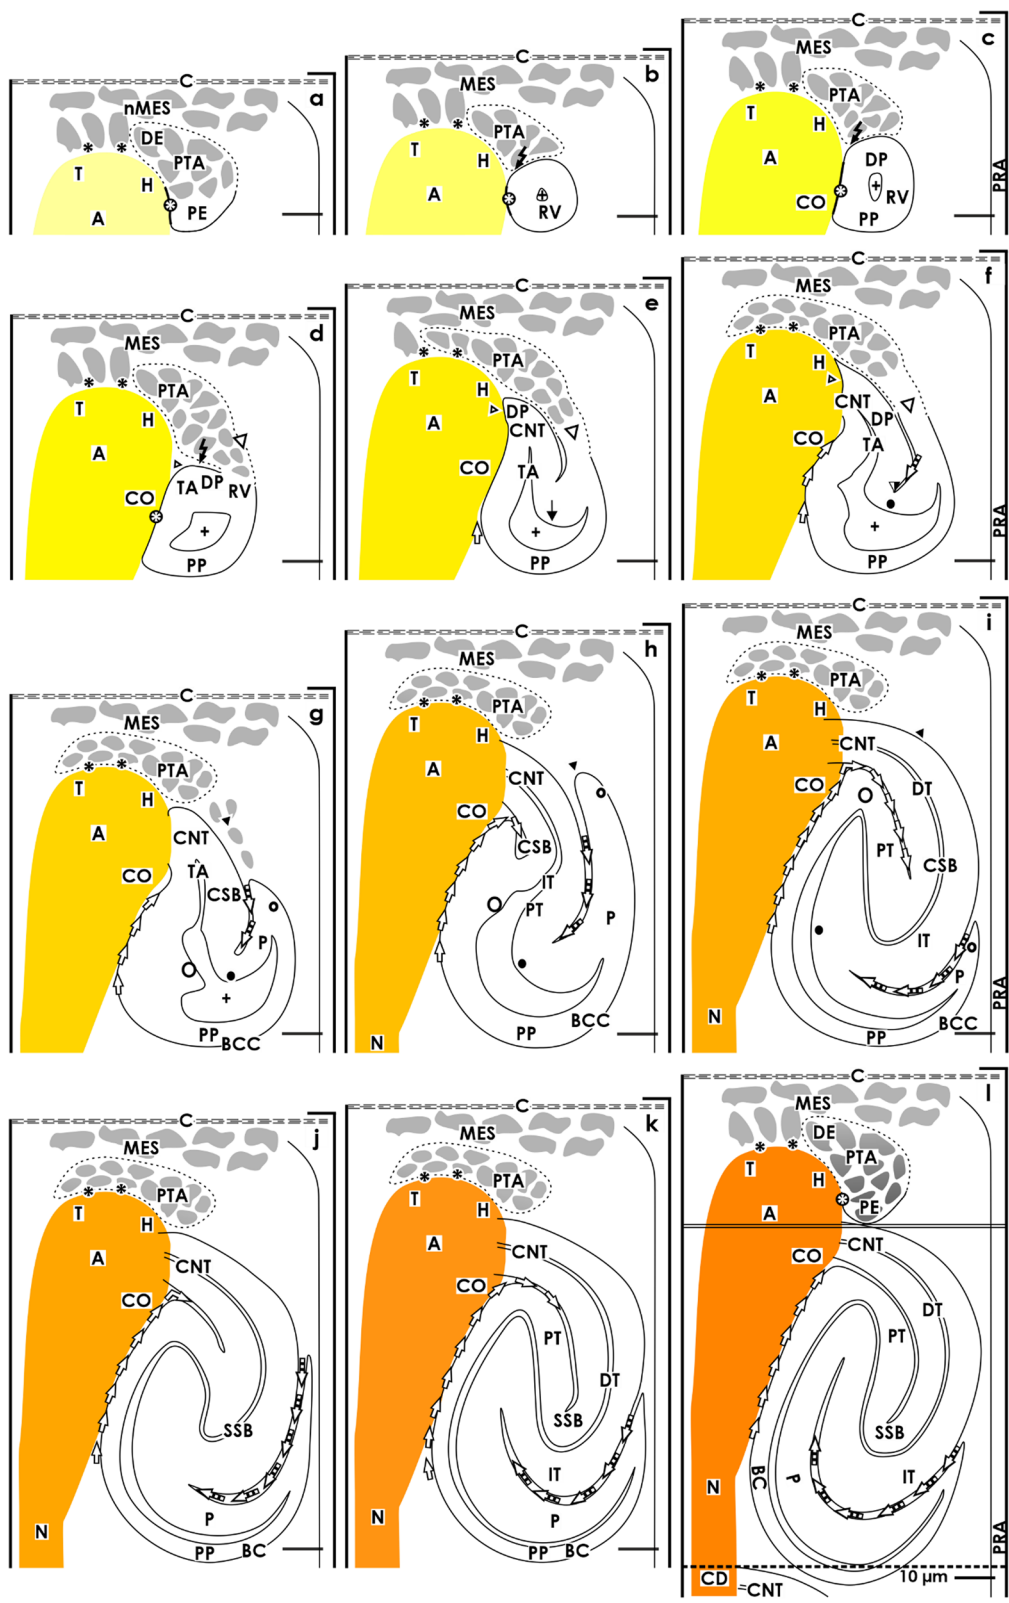 C
a
nMES
DE
PTA
T
H
A
PE
C
b
MES
PTA
T
H
A
RV
C
c
MES
PTA
T
H
A
DP
CO
RV
PP
PRA
C
d
MES
PTA
T
H
A
TA DP RV
CO
PP
C
e
MES
PTA
T
H
DP
A
CNT
CO
TA
PP
C
f
MES
PTA
T
H
A
CNT
DP
CO
TA
PP
PRA
C
g
MES
PTA
T
H
A
CNT
CO
TA
CSB
P
PP
BCC
C
h
MES
PTA
T
H
A
CNT
CO
CSB
IT
PT
P
PP
BCC
N
C
i
MES
PTA
T
H
A
CNT
CO
DT
PT
CSB
IT
P
N
BCC
PP
PRA
C
j
MES
PTA
T
H
A
CNT
CO
SSB
P
N
PP
BC
C
k
MES
PTA
T
H
A
CNT
CO
PT
DT
SSB
IT
P
N
PP
BC
C
l
MES
DE
PTA
T
H
PE
A
CO
CNT
DT
PT
SSB
BC
P
IT
N
PRA
CD
CNT
10 µm